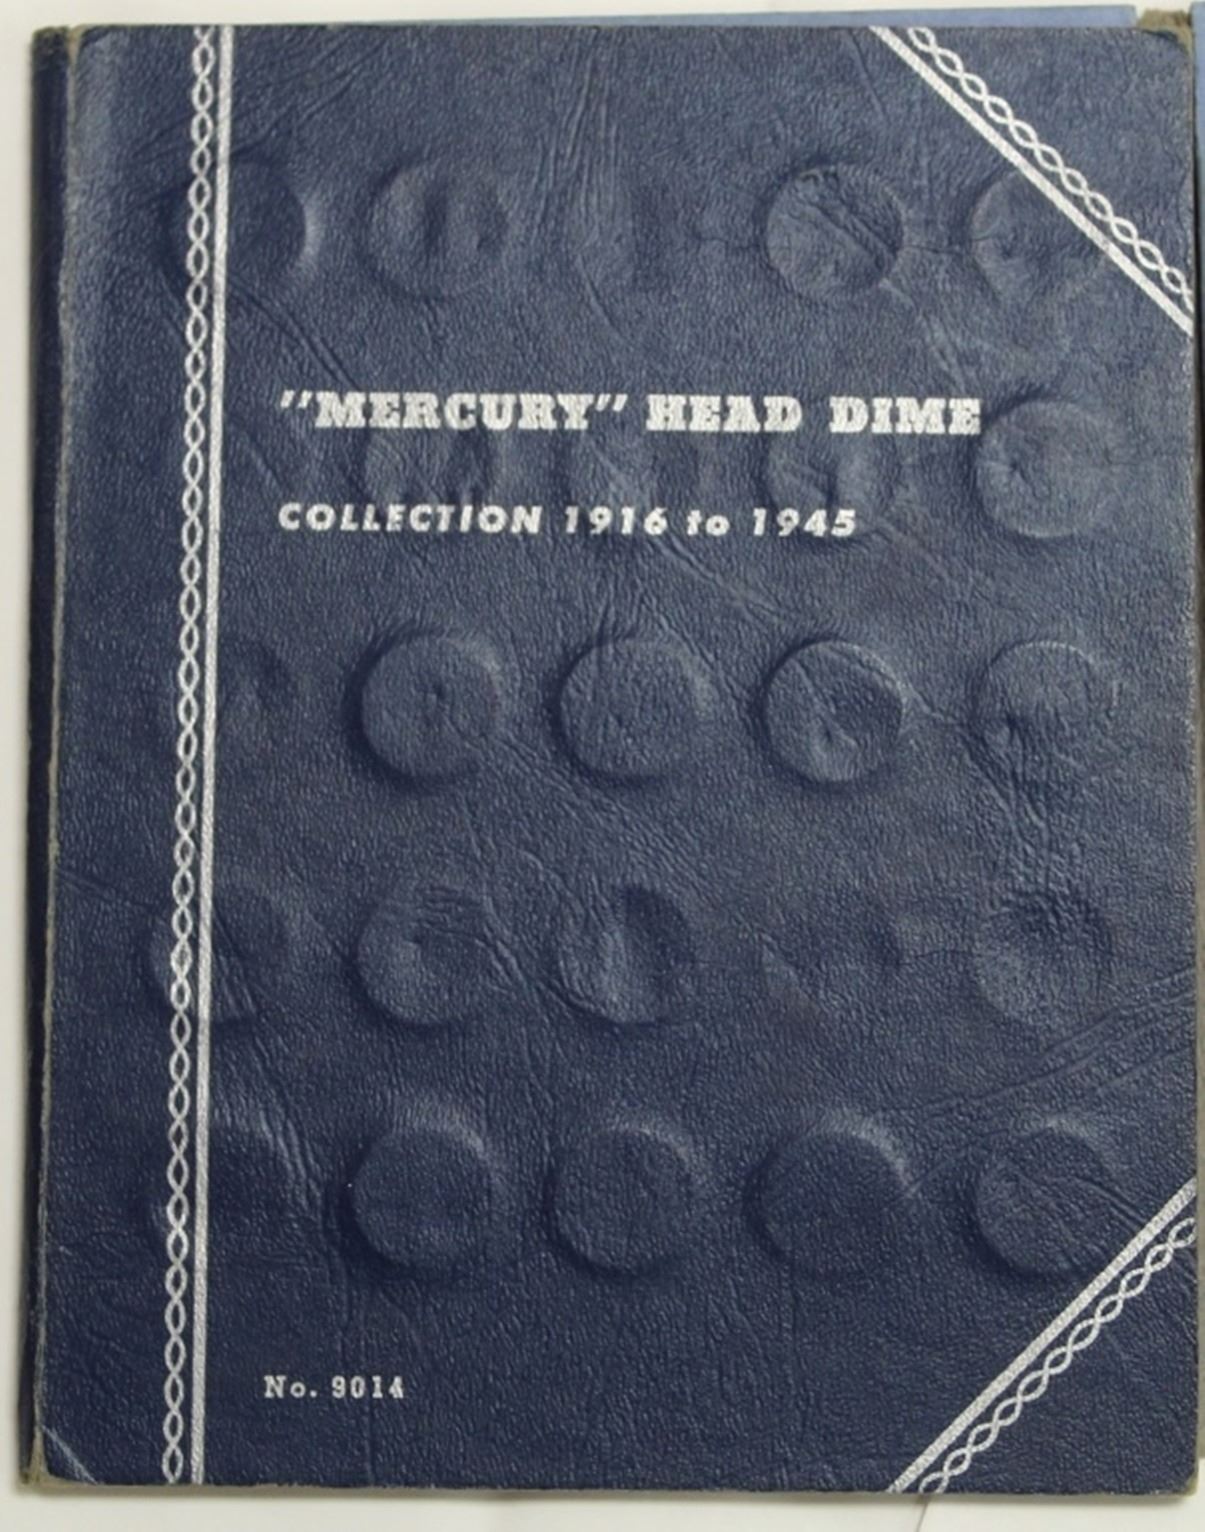 "MERCURY" HEAD DIME
COLLECTION 1916 to 1945
No. 9014